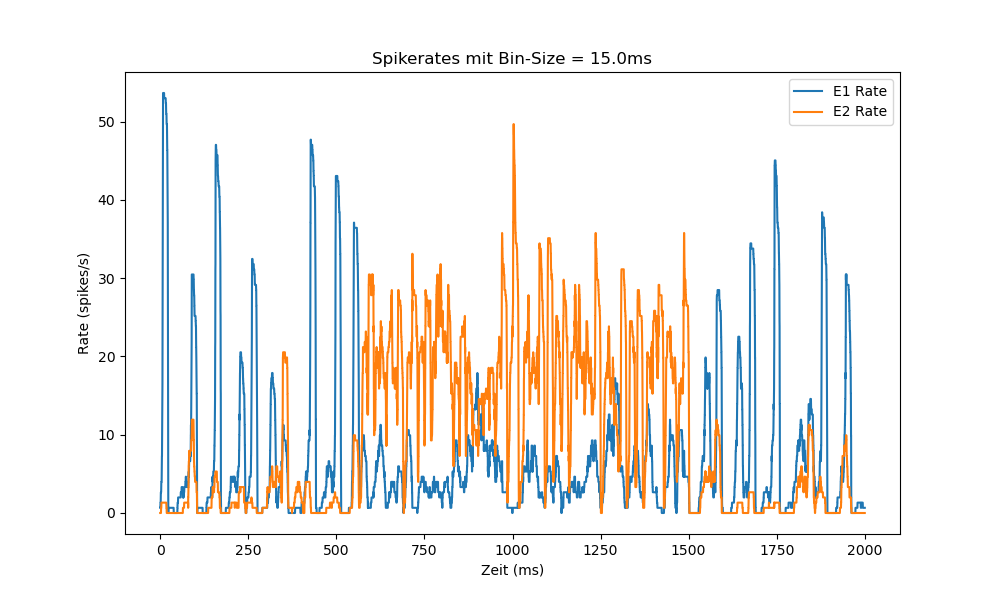 Spikerates mit Bin-Size = 15.0ms
E1 Rate
E2 Rate
Rate (spikes/s)
50
40
30
20
10
0
0 250 500 750 1000 1250 1500 1750 2000
Zeit (ms)